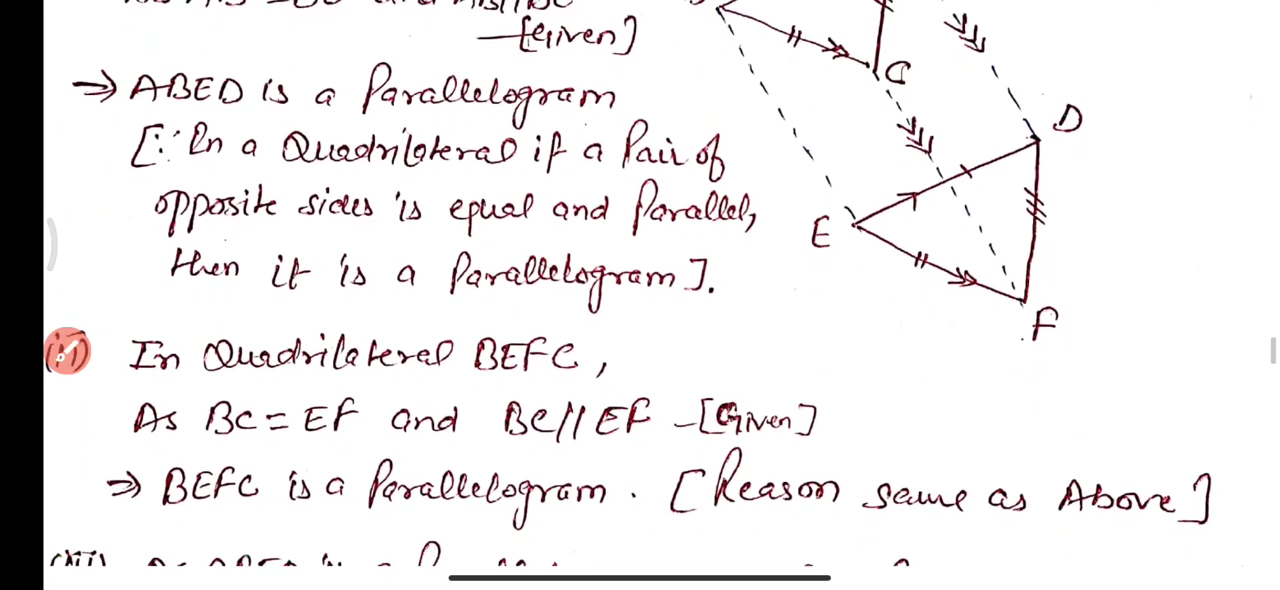 [Given]
⇒ ABED is a Parallelogram
[∵ In a Quadrilateral if a Pair of
opposite sides is equal and Parallel,
then it is a Parallelogram].
C
D
E
F
(ii) In Quadrilateral BEFC,
As BC = EF and BC // EF - [Given]
⇒ BEFC is a Parallelogram. [Reason same as Above]